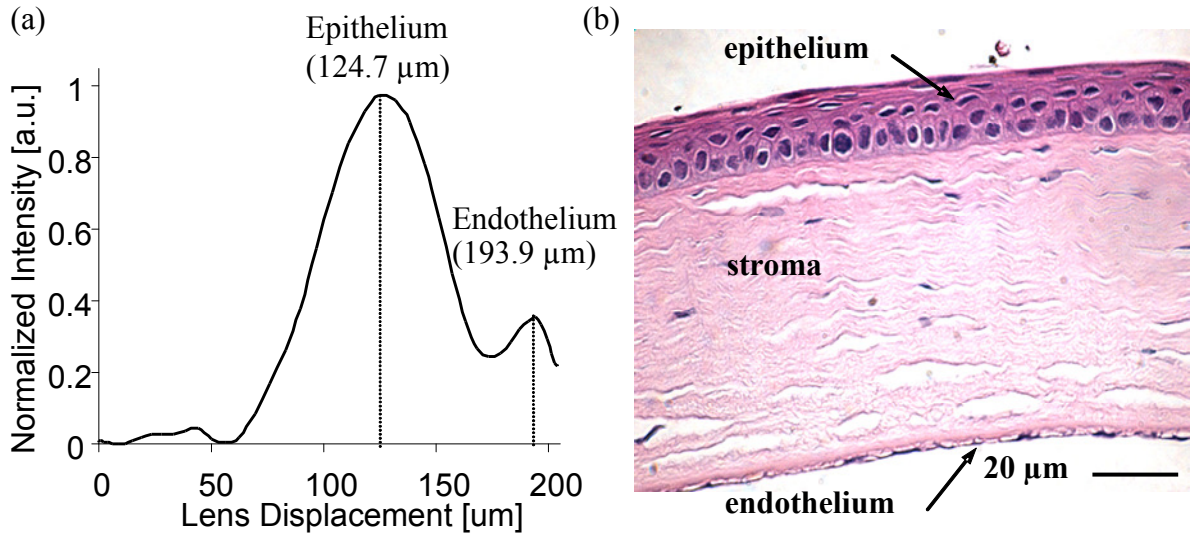 (a)
Epithelium
(124.7 µm)
Endothelium
(193.9 µm)
Normalized Intensity [a.u.]
1
0.8
0.6
0.4
0.2
0
0 50 100 150 200
Lens Displacement [um]
(b)
epithelium
stroma
20 µm
endothelium